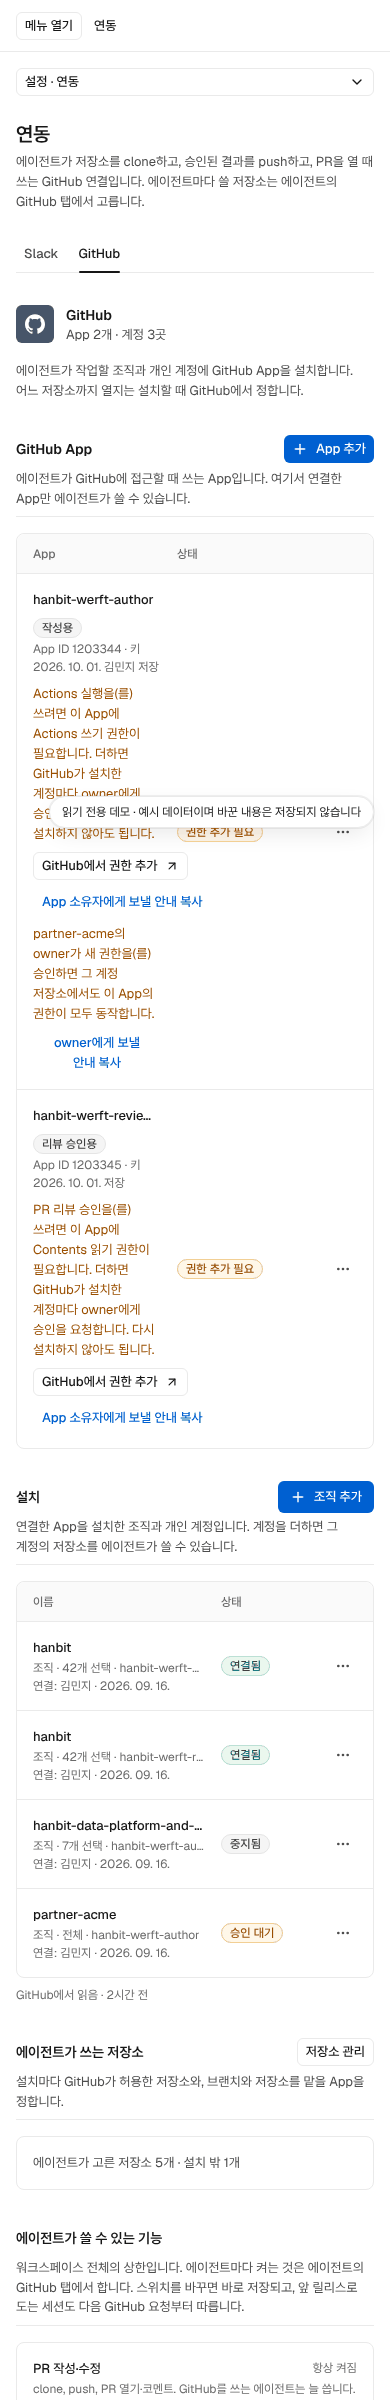 메뉴 열기 연동
설정 · 연동
연동
에이전트가 저장소를 clone하고, 승인된 결과를 push하고, PR을 열 때
쓰는 GitHub 연결입니다. 에이전트마다 쓸 저장소는 에이전트의
GitHub 탭에서 고릅니다.
Slack GitHub
GitHub
App 2개 · 계정 3곳
에이전트가 작업할 조직과 개인 계정에 GitHub App을 설치합니다.
어느 저장소까지 열지는 설치할 때 GitHub에서 정합니다.
GitHub App
App 추가
에이전트가 GitHub에 접근할 때 쓰는 App입니다. 여기서 연결한
App만 에이전트가 쓸 수 있습니다.
App 상태
hanbit-werft-author
작성용
App ID 1203344 · 키
2026. 10. 01. 김민지 저장
Actions 실행을(를)
쓰려면 이 App에
Actions 쓰기 권한이
필요합니다. 더하면
GitHub가 설치한
계정마다 owner에게
읽기 전용 데모 · 예시 데이터이며 바꾼 내용은 저장되지 않습니다
설치하지 않아도 됩니다.
권한 추가 필요
GitHub에서 권한 추가
App 소유자에게 보낼 안내 복사
partner-acme의
owner가 새 권한을(를)
승인하면 그 계정
저장소에서도 이 App의
권한이 모두 동작합니다.
owner에게 보낼
안내 복사
hanbit-werft-revie…
리뷰 승인용
App ID 1203345 · 키
2026. 10. 01. 저장
PR 리뷰 승인을(를)
쓰려면 이 App에
Contents 읽기 권한이
필요합니다. 더하면
GitHub가 설치한
계정마다 owner에게
승인을 요청합니다. 다시
설치하지 않아도 됩니다.
권한 추가 필요
GitHub에서 권한 추가
App 소유자에게 보낼 안내 복사
설치
조직 추가
연결한 App을 설치한 조직과 개인 계정입니다. 계정을 더하면 그
계정의 저장소를 에이전트가 쓸 수 있습니다.
이름 상태
hanbit
조직 · 42개 선택 · hanbit-werft-…
연결: 김민지 · 2026. 09. 16.
연결됨
hanbit
조직 · 42개 선택 · hanbit-werft-r…
연결: 김민지 · 2026. 09. 16.
연결됨
hanbit-data-platform-and-…
조직 · 7개 선택 · hanbit-werft-au…
연결: 김민지 · 2026. 09. 16.
중지됨
partner-acme
조직 · 전체 · hanbit-werft-author
연결: 김민지 · 2026. 09. 16.
승인 대기
GitHub에서 읽음 · 2시간 전
에이전트가 쓰는 저장소
저장소 관리
설치마다 GitHub가 허용한 저장소와, 브랜치와 저장소를 맡을 App을
정합니다.
에이전트가 고른 저장소 5개 · 설치 밖 1개
에이전트가 쓸 수 있는 기능
워크스페이스 전체의 상한입니다. 에이전트마다 켜는 것은 에이전트의
GitHub 탭에서 합니다. 스위치를 바꾸면 바로 저장되고, 앞 릴리스로
도는 세션도 다음 GitHub 요청부터 따릅니다.
PR 작성·수정
항상 켜짐
clone, push, PR 열기·코멘트. GitHub를 쓰는 에이전트는 늘 씁니다.